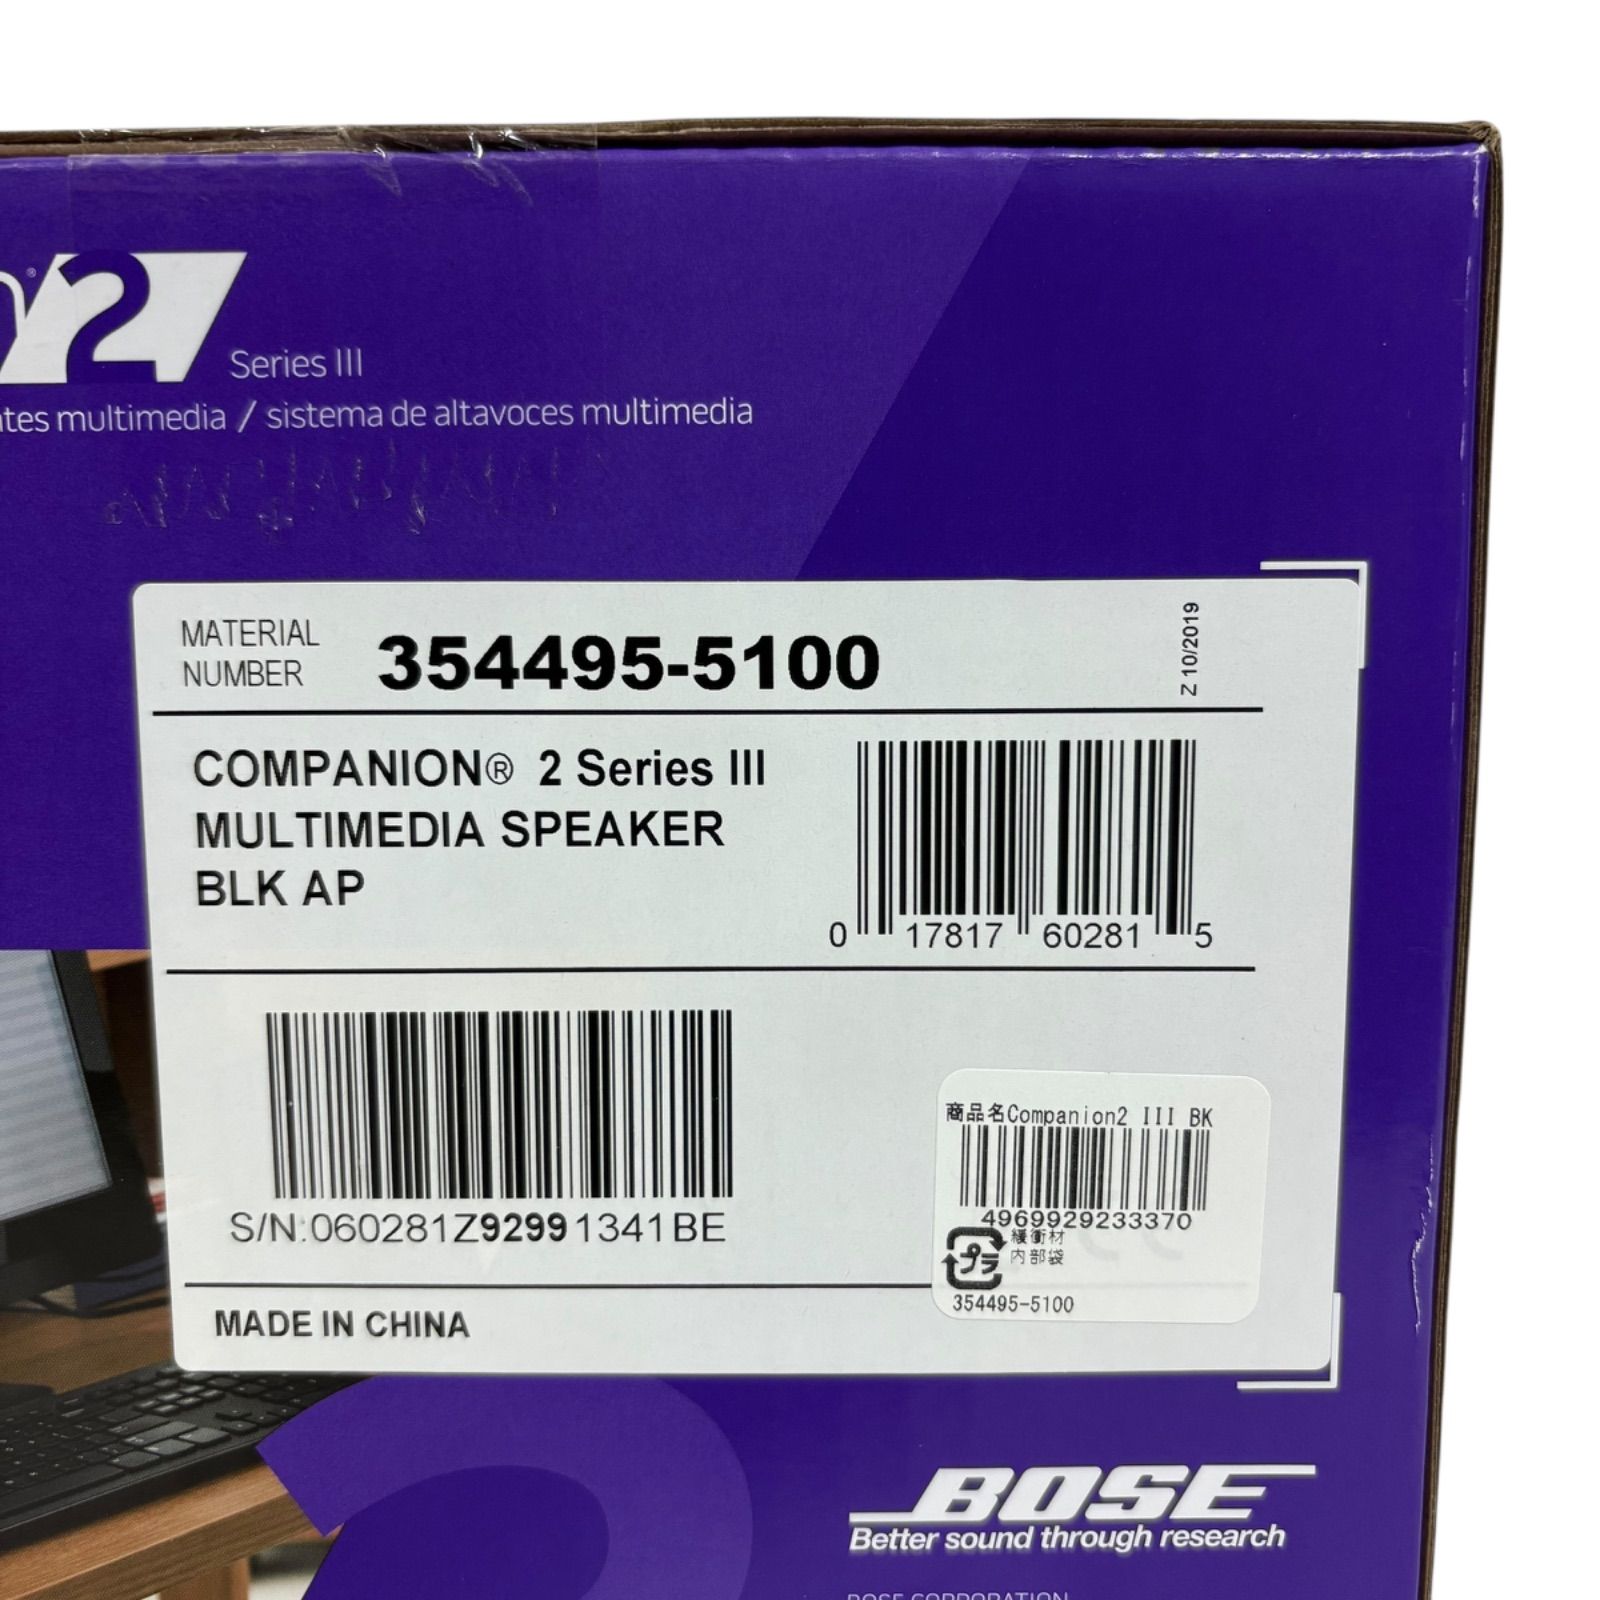 2
Series III
multimedia / sistema de altavoces multimedia
MATERIAL
NUMBER
354495-5100
Z 10/2019
COMPANION® 2 Series III
MULTIMEDIA SPEAKER
BLK AP
0 17817 60281 5
S/N:060281Z92991341BE
MADE IN CHINA
商品名Companion2 III BK
4969929233370
プラ
緩衝材
内部袋
354495-5100
BOSE
Better sound through research
BOSE CORPORATION